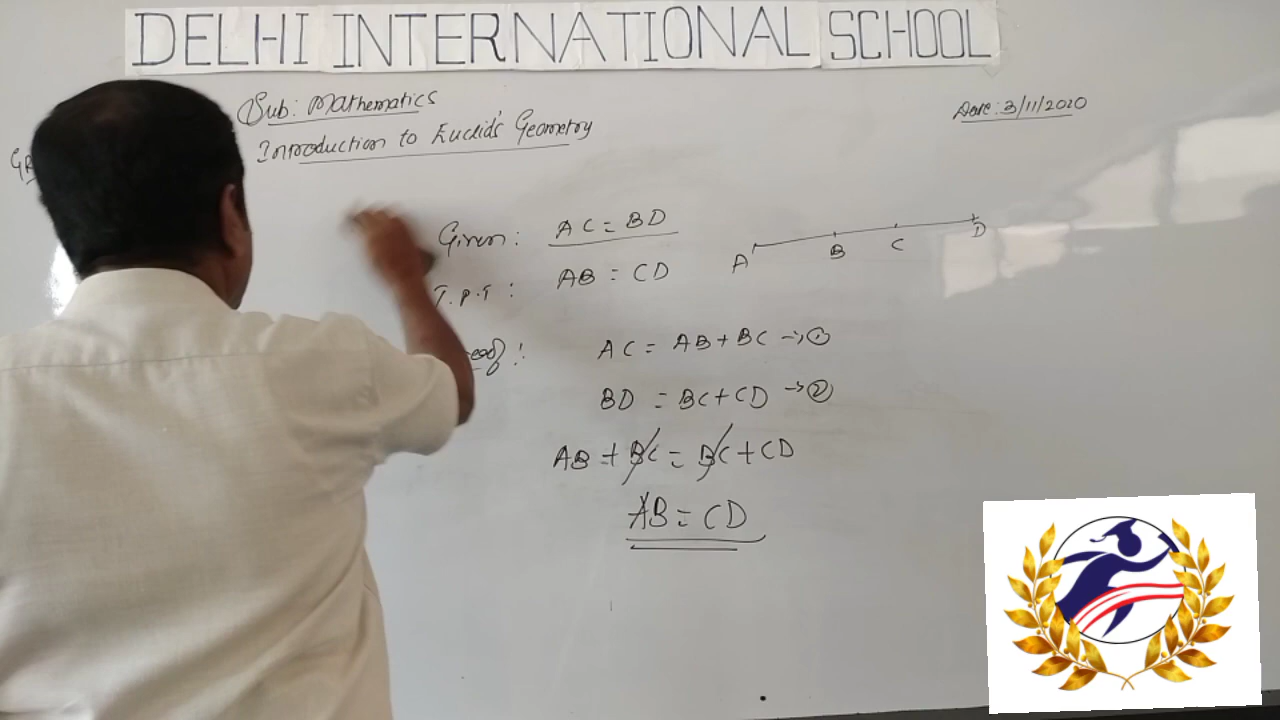 DELHI INTERNATIONAL SCHOOL
Sub: Mathematics
Date: 3/11/2020
Introduction to Euclid's Geometry
Given: AC = BD
A B C D
T.P.T: AB = CD
AC = AB + BC → ①
BD = BC + CD → ②
AB + BC = BC + CD
AB = CD